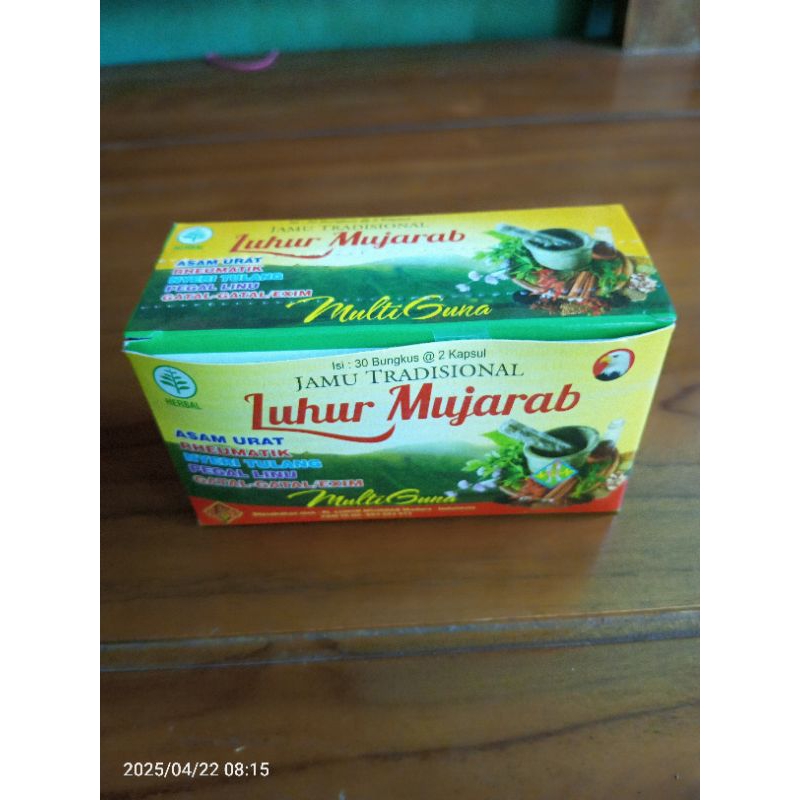 JAMU TRADISIONAL
Luhur Mujarab
ASAM URAT
RHEUMATIK
NYERI TULANG
PEGAL LINU
GATAL-GATAL/EXIM
Multi Guna
Isi : 30 Bungkus @ 2 Kapsul
JAMU TRADISIONAL
Luhur Mujarab
HERBAL
ASAM URAT
RHEUMATIK
NYERI TULANG
PEGAL LINU
GATAL-GATAL/EXIM
Multi Guna
2025/04/22 08:15